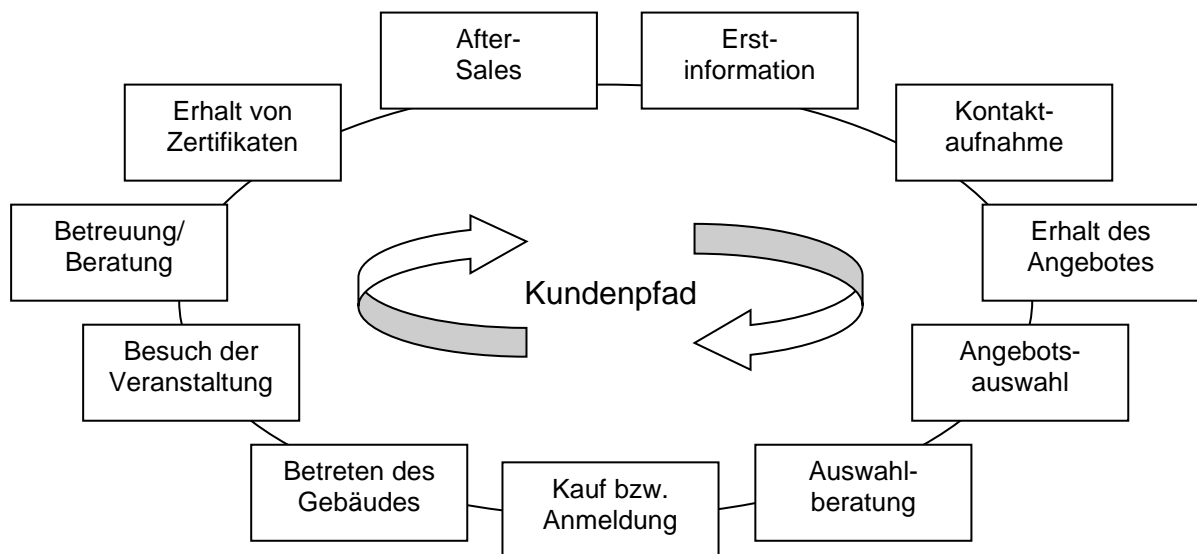 After-
Sales
Erst-
information
Kontakt-
aufnahme
Erhalt des
Angebotes
Angebots-
auswahl
Auswahl-
beratung
Kauf bzw.
Anmeldung
Betreten des
Gebäudes
Besuch der
Veranstaltung
Betreuung/
Beratung
Erhalt von
Zertifikaten
Kundenpfad